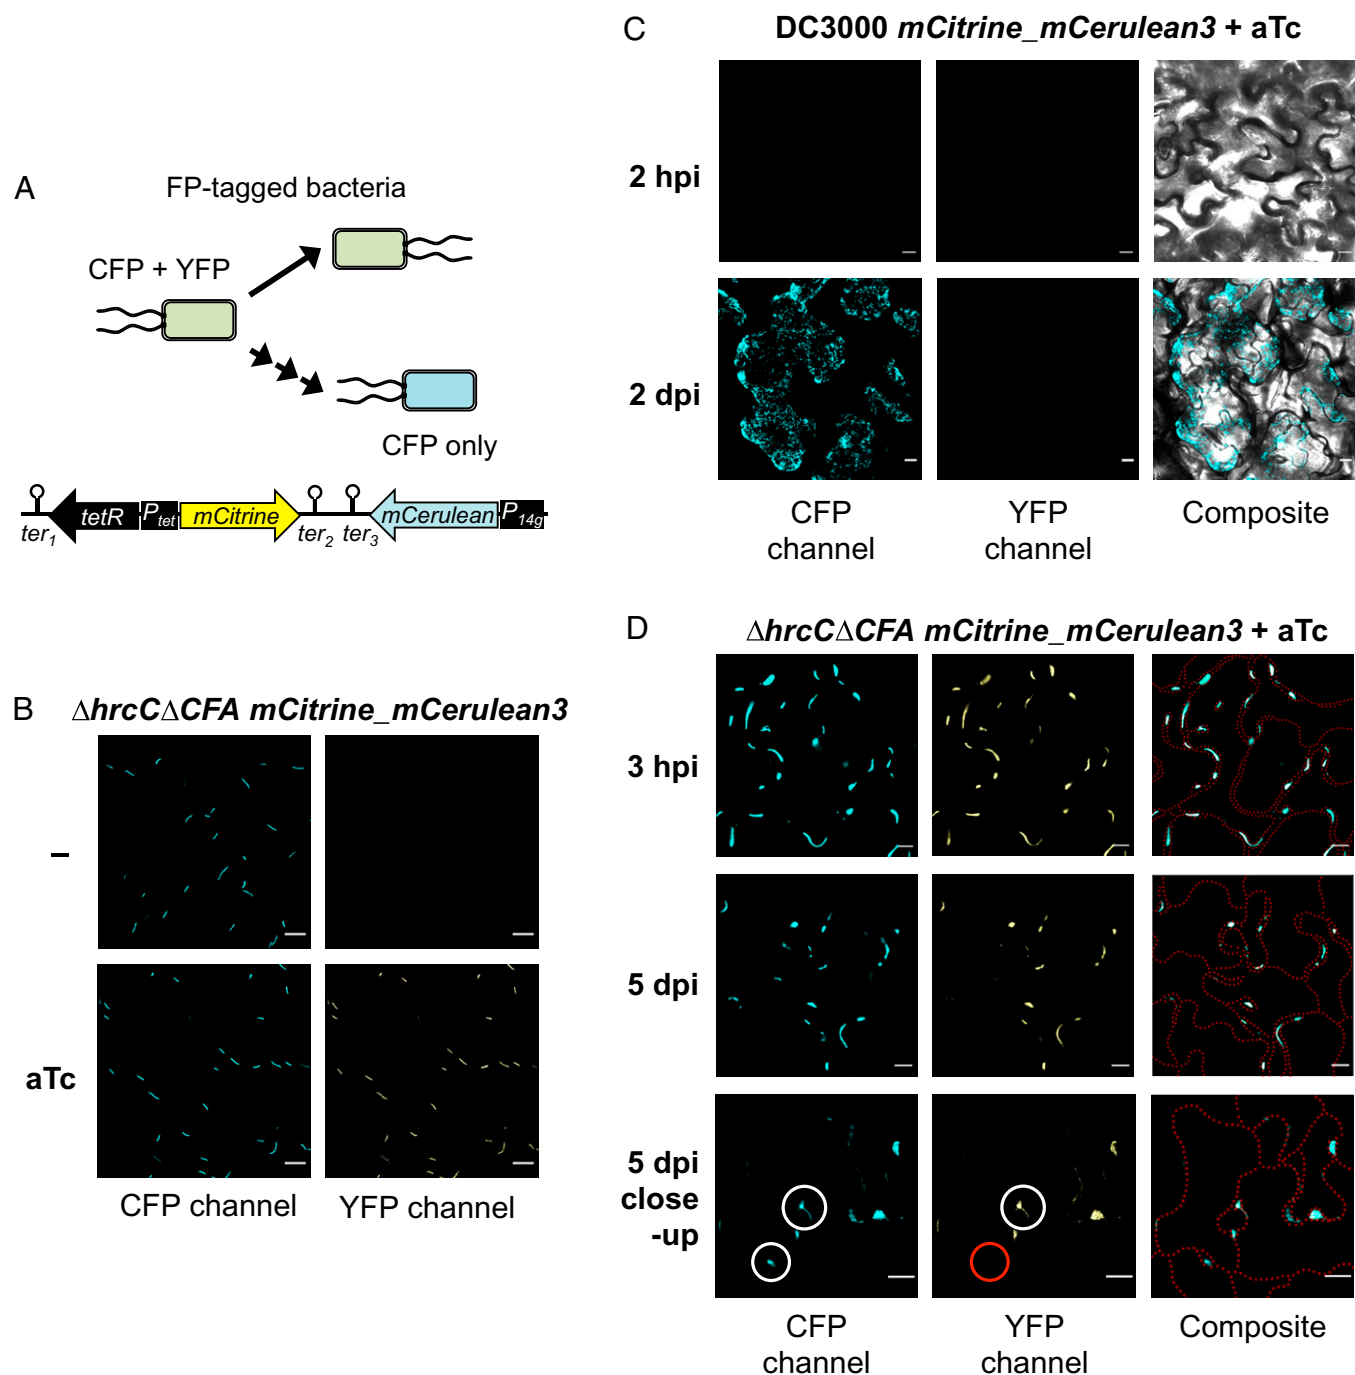 A
FP-tagged bacteria
CFP + YFP
CFP only
tetR
Ptet
mCitrine
mCerulean
P14g
ter1
ter2
ter3
B
ΔhrcCΔCFA mCitrine_mCerulean3
–
aTc
CFP channel
YFP channel
C
DC3000 mCitrine_mCerulean3 + aTc
2 hpi
2 dpi
CFP
channel
YFP
channel
Composite
D
ΔhrcCΔCFA mCitrine_mCerulean3 + aTc
3 hpi
5 dpi
5 dpi
close
-up
CFP
channel
YFP
channel
Composite